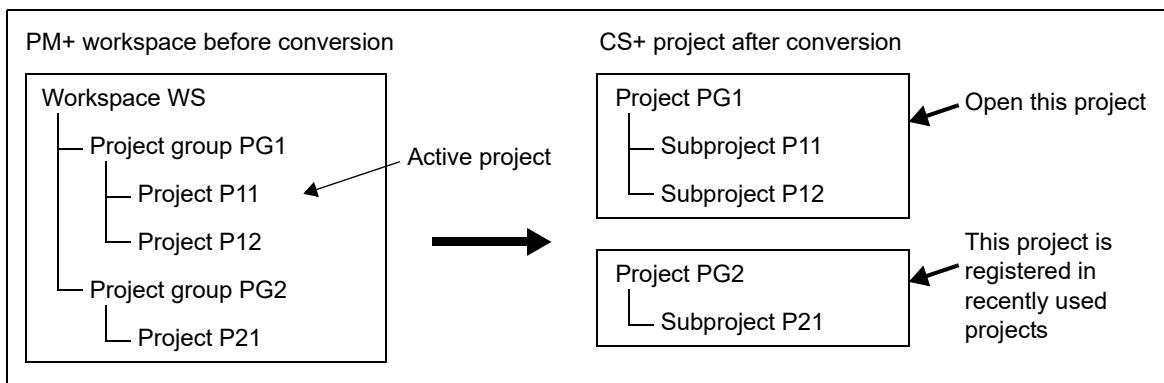 PM+ workspace before conversion
Workspace WS
Project group PG1
Project P11
Project P12
Project group PG2
Project P21
Active project
CS+ project after conversion
Project PG1
Subproject P11
Subproject P12
Open this project
Project PG2
Subproject P21
This project is
registered in
recently used
projects